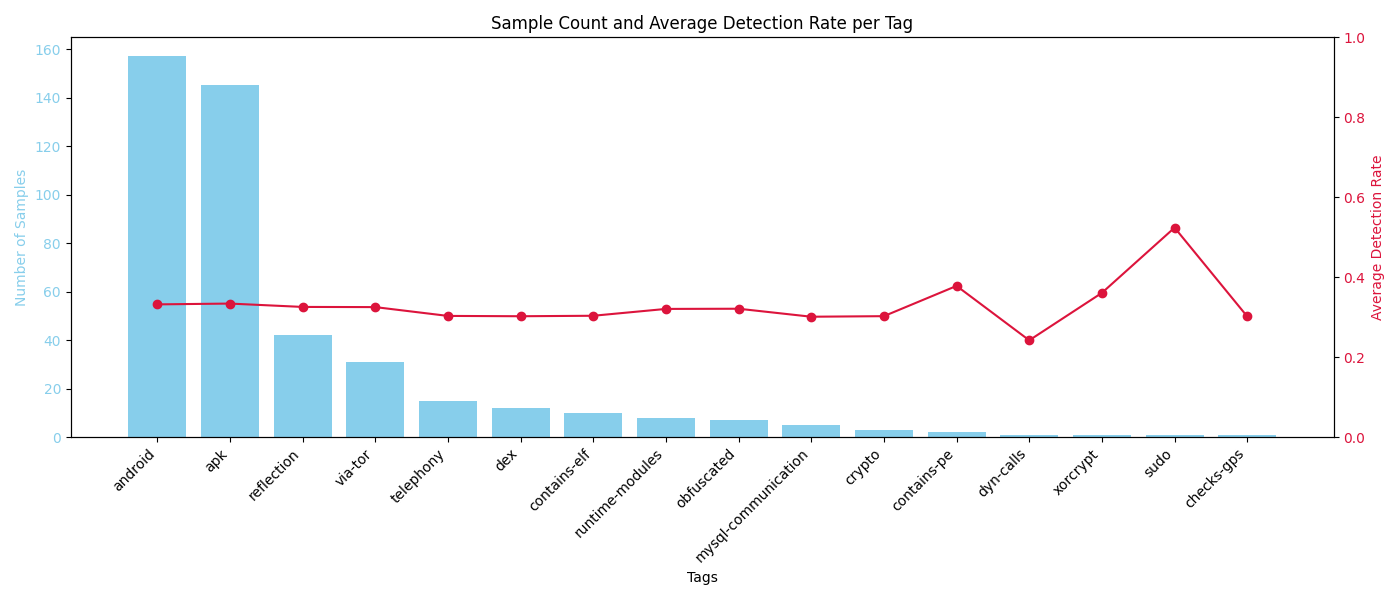 Sample Count and Average Detection Rate per Tag
Number of Samples
160
140
120
100
80
60
40
20
0
1.0
0.8
0.6
0.4
0.2
0.0
Average Detection Rate
android
apk
reflection
via-tor
telephony
dex
contains-elf
runtime-modules
obfuscated
mysql-communication
crypto
contains-pe
dyn-calls
xorcrypt
sudo
checks-gps
Tags